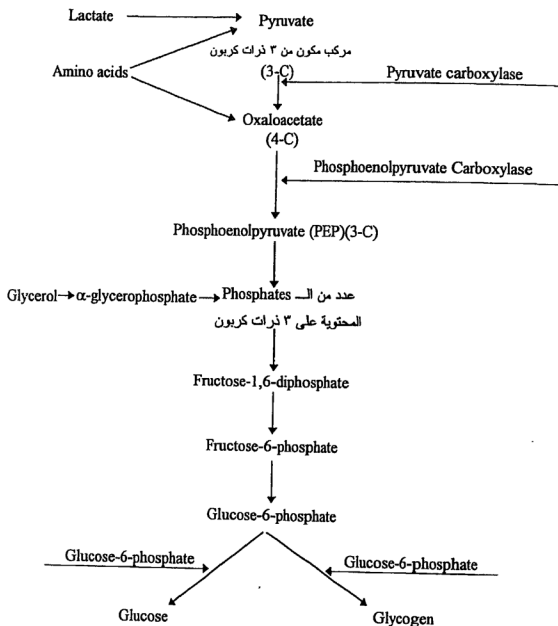 Lactate
Pyruvate
مركب مكون من ٣ ذرات كربون
Amino acids
(3-C)
Pyruvate carboxylase
Oxaloacetate
(4-C)
Phosphoenolpyruvate Carboxylase
Phosphoenolpyruvate (PEP)(3-C)
Glycerol→α-glycerophosphate→Phosphates عدد من الــ
المحتوية على ٣ ذرات كربون
Fructose-1,6-diphosphate
Fructose-6-phosphate
Glucose-6-phosphate
Glucose-6-phosphate
Glucose-6-phosphate
Glucose
Glycogen